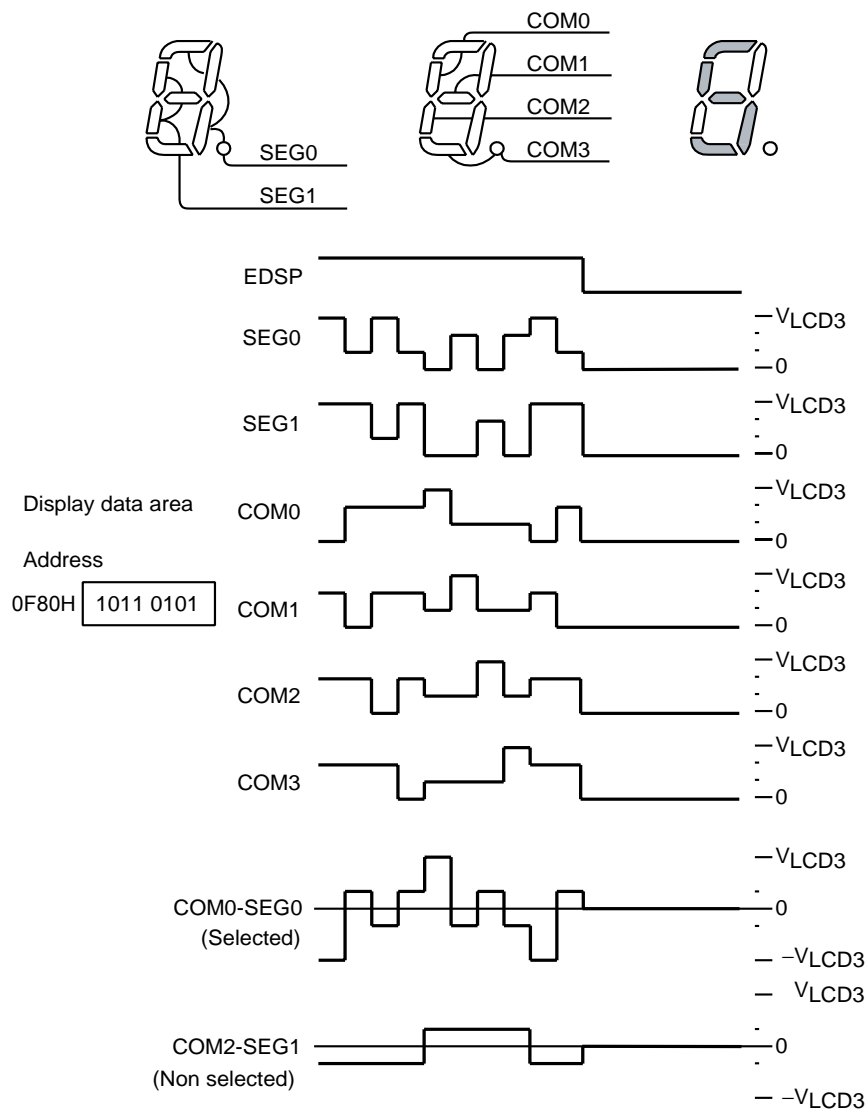 COM0
COM1
COM2
COM3
SEG0
SEG1
EDSP
SEG0
VLCD3
0
SEG1
VLCD3
0
Display data area
COM0
VLCD3
0
Address
0F80H
1011 0101
COM1
VLCD3
0
COM2
VLCD3
0
COM3
VLCD3
0
VLCD3
COM0-SEG0
0
(Selected)
−VLCD3
VLCD3
COM2-SEG1
0
(Non selected)
−VLCD3